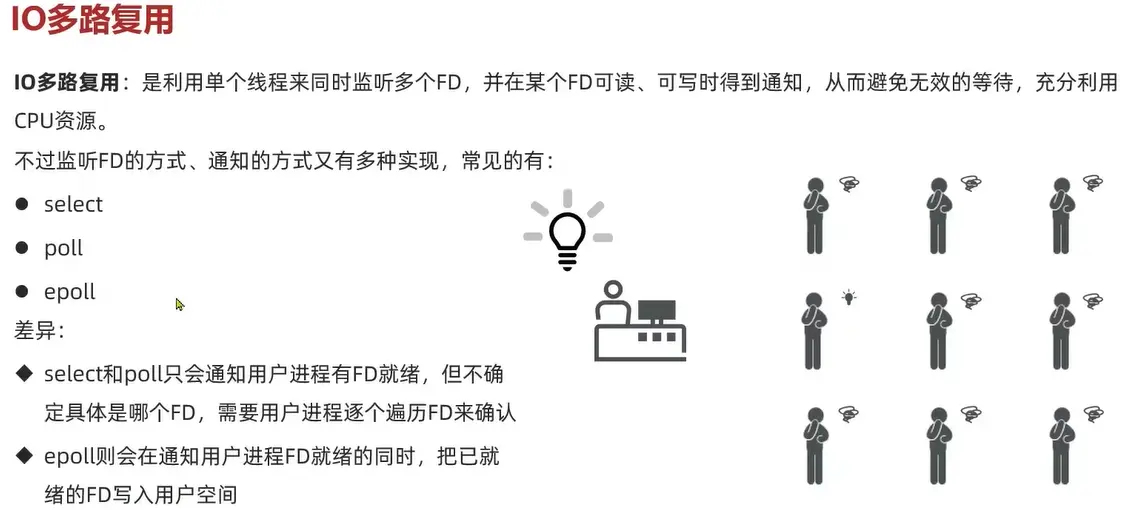 IO多路复用
IO多路复用：是利用单个线程来同时监听多个FD，并在某个FD可读、可写时得到通知，从而避免无效的等待，充分利用
CPU资源。
不过监听FD的方式、通知的方式又有多种实现，常见的有：
● select
● poll
● epoll
差异：
◆ select和poll只会通知用户进程有FD就绪，但不确
定具体是哪个FD，需要用户进程逐个遍历FD来确认
◆ epoll则会在通知用户进程FD就绪的同时，把已就
绪的FD写入用户空间